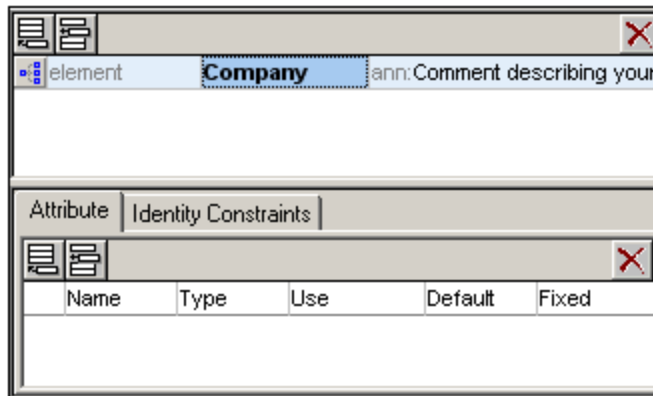 element Company ann:Comment describing your
Attribute Identity Constraints
Name Type Use Default Fixed